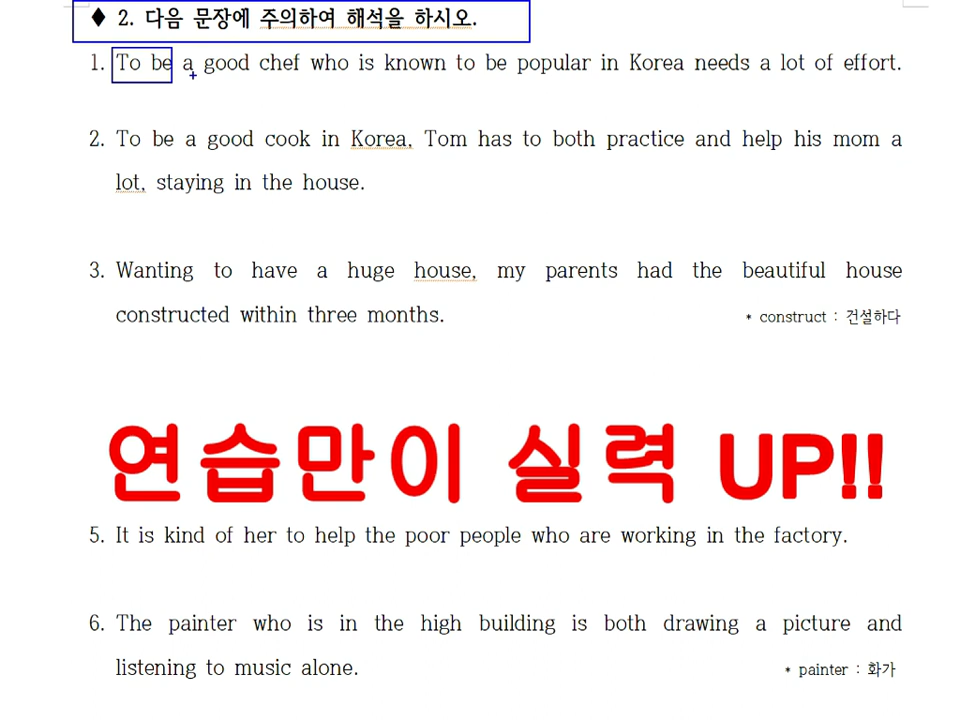 ◆ 2. 다음 문장에 주의하여 해석을 하시오.
1. To be a good chef who is known to be popular in Korea needs a lot of effort.
2. To be a good cook in Korea, Tom has to both practice and help his mom a
lot, staying in the house.
3. Wanting to have a huge house, my parents had the beautiful house
constructed within three months. * construct : 건설하다
연습만이 실력 UP!!
5. It is kind of her to help the poor people who are working in the factory.
6. The painter who is in the high building is both drawing a picture and
listening to music alone. * painter : 화가